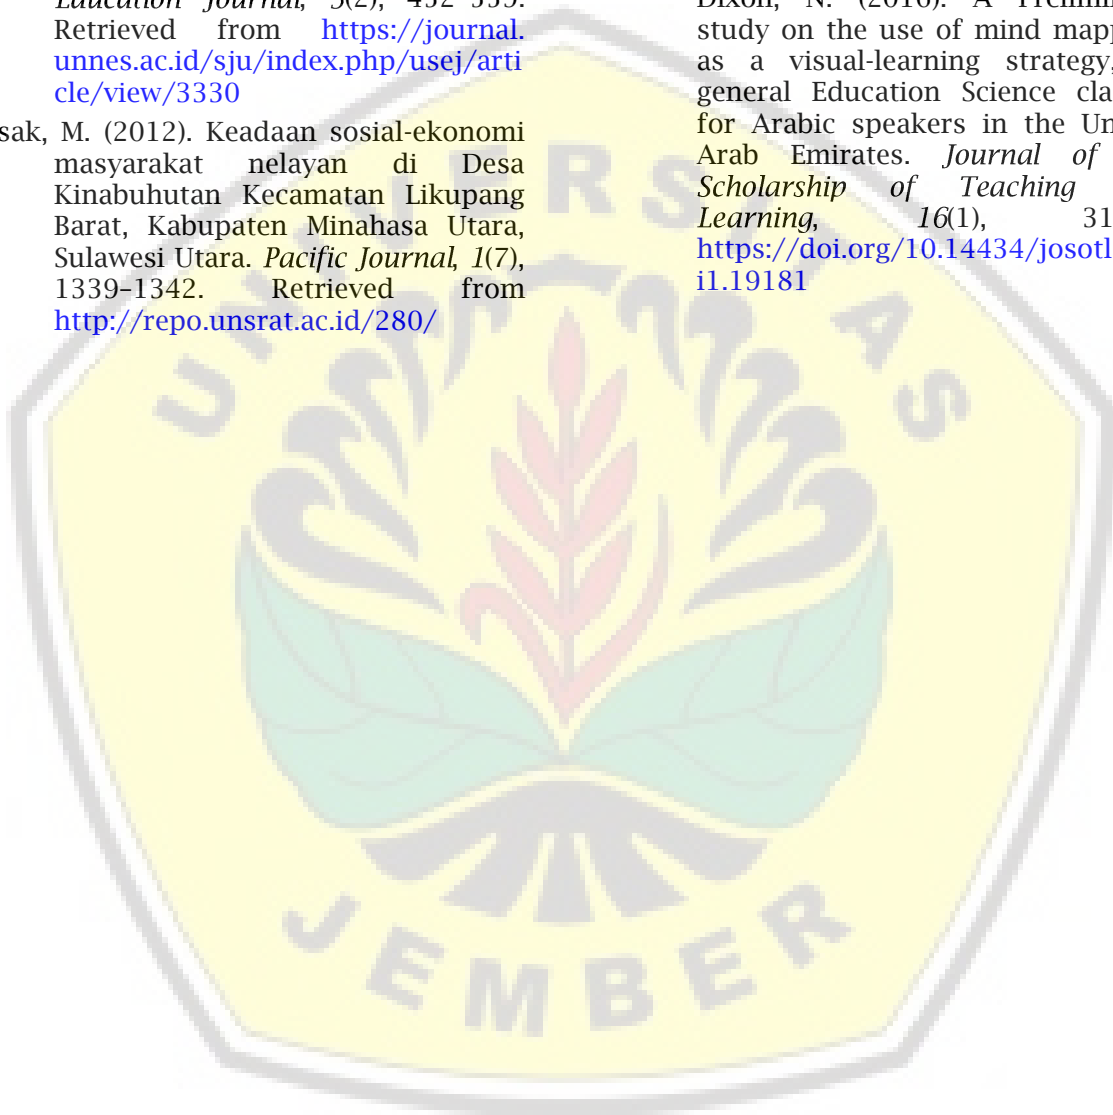 Education Journal, 3(2), 432–339.
Retrieved from https://journal.
unnes.ac.id/sju/index.php/usej/arti
cle/view/3330
sak, M. (2012). Keadaan sosial-ekonomi
masyarakat nelayan di Desa
Kinabuhutan Kecamatan Likupang
Barat, Kabupaten Minahasa Utara,
Sulawesi Utara. Pacific Journal, 1(7),
1339–1342. Retrieved from
http://repo.unsrat.ac.id/280/
Dixon, N. (2016). A
study on the use of mind mapp
as a visual-learning strategy,
general Education Science cla
for Arabic speakers in the Un
Arab Emirates. Journal of
Scholarship of Teaching
Learning, 16(1), 31
https://doi.org/10.14434/josotl
i1.19181
UNIVERSITAS
JEMBER